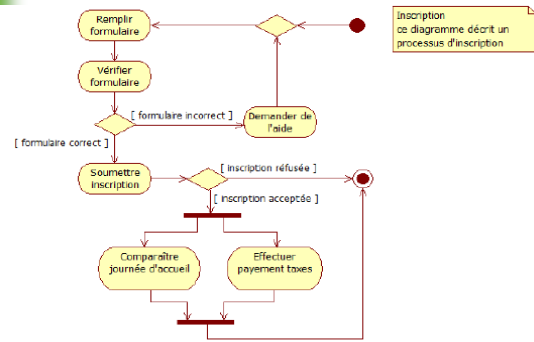 Remplir
formulaire
Inscription
ce diagramme décrit un
processus d'inscription
Vérifier
formulaire
[ formulaire incorrect ]
Demander de
l'aide
[ formulaire correct ]
Soumettre
inscription
[ inscription réfusée ]
[ inscription acceptée ]
Comparaître
journée d'accueil
Effectuer
payement taxes